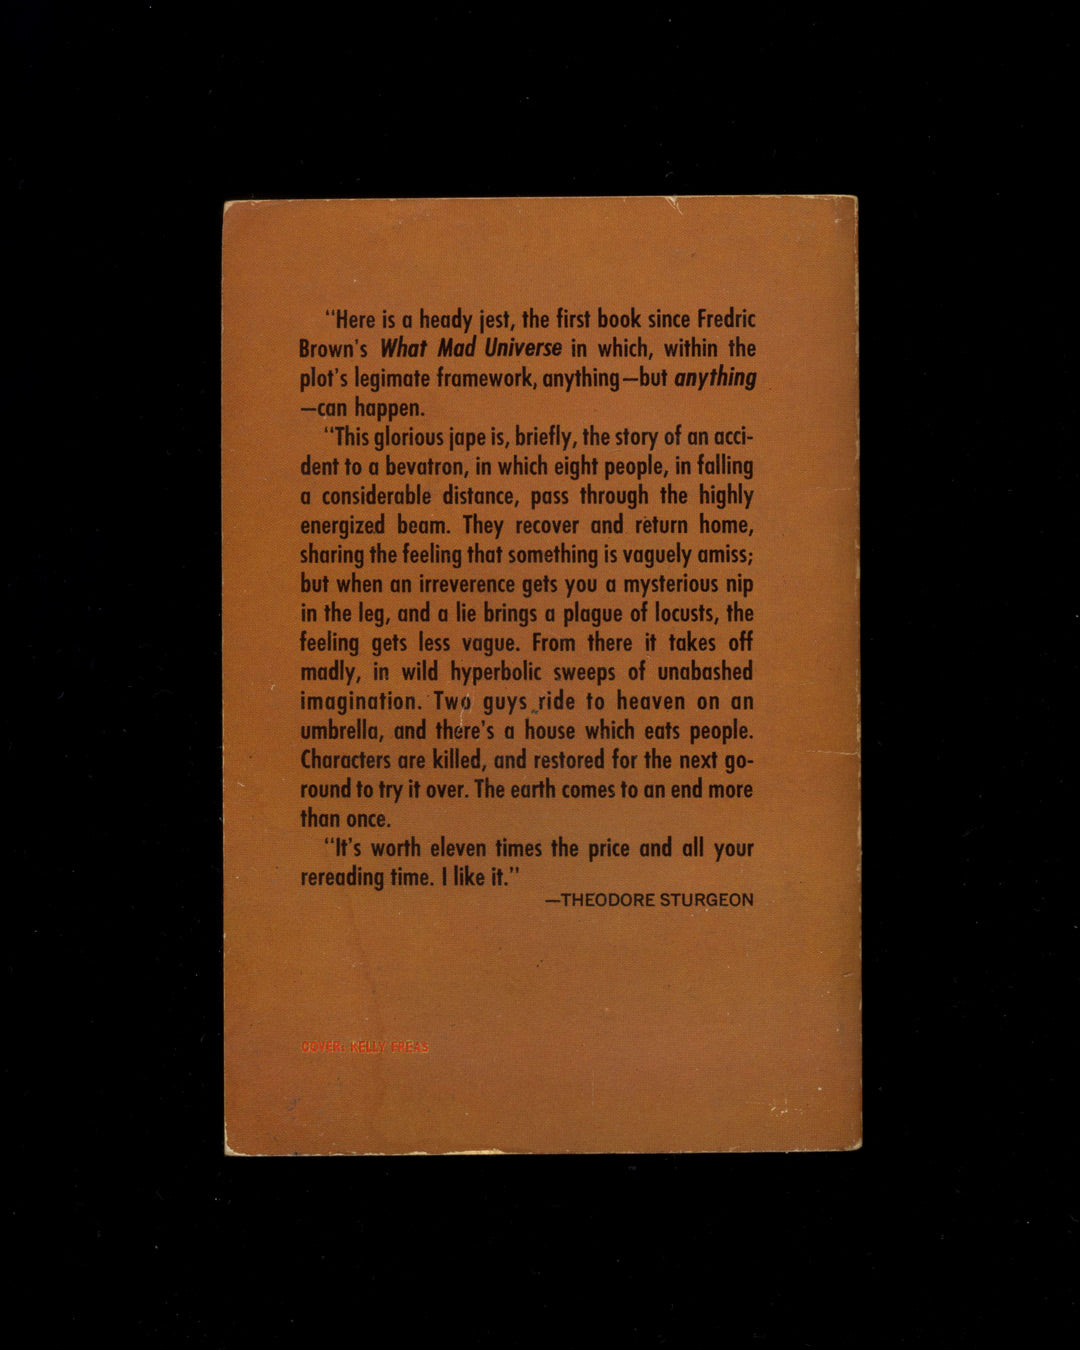 “Here is a heady jest, the first book since Fredric
Brown’s What Mad Universe in which, within the
plot’s legimate framework, anything—but anything
—can happen.
“This glorious jape is, briefly, the story of an acci-
dent to a bevatron, in which eight people, in falling
a considerable distance, pass through the highly
energized beam. They recover and return home,
sharing the feeling that something is vaguely amiss;
but when an irreverence gets you a mysterious nip
in the leg, and a lie brings a plague of locusts, the
feeling gets less vague. From there it takes off
madly, in wild hyperbolic sweeps of unabashed
imagination. Two guys ride to heaven on an
umbrella, and there’s a house which eats people.
Characters are killed, and restored for the next go-
round to try it over. The earth comes to an end more
than once.
“It’s worth eleven times the price and all your
rereading time. I like it.”
—THEODORE STURGEON
COVER: KELLY FREAS